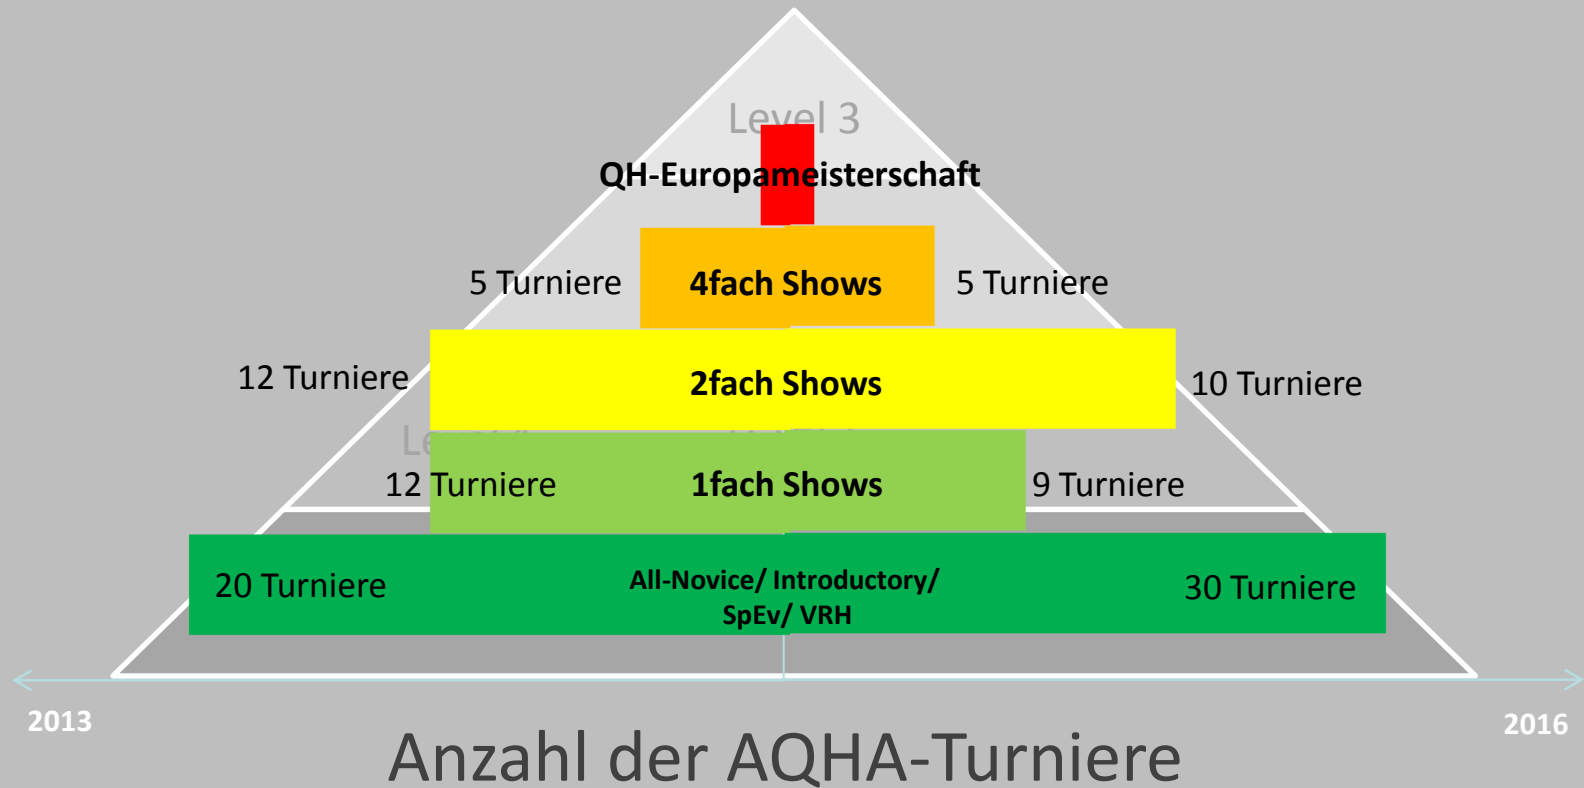 Level 3
QH-Europameisterschaft
5 Turniere
4fach Shows
5 Turniere
12 Turniere
2fach Shows
10 Turniere
12 Turniere
1fach Shows
9 Turniere
20 Turniere
All-Novice/ Introductory/
SpEv/ VRH
30 Turniere
2013
2016
Anzahl der AQHA-Turniere